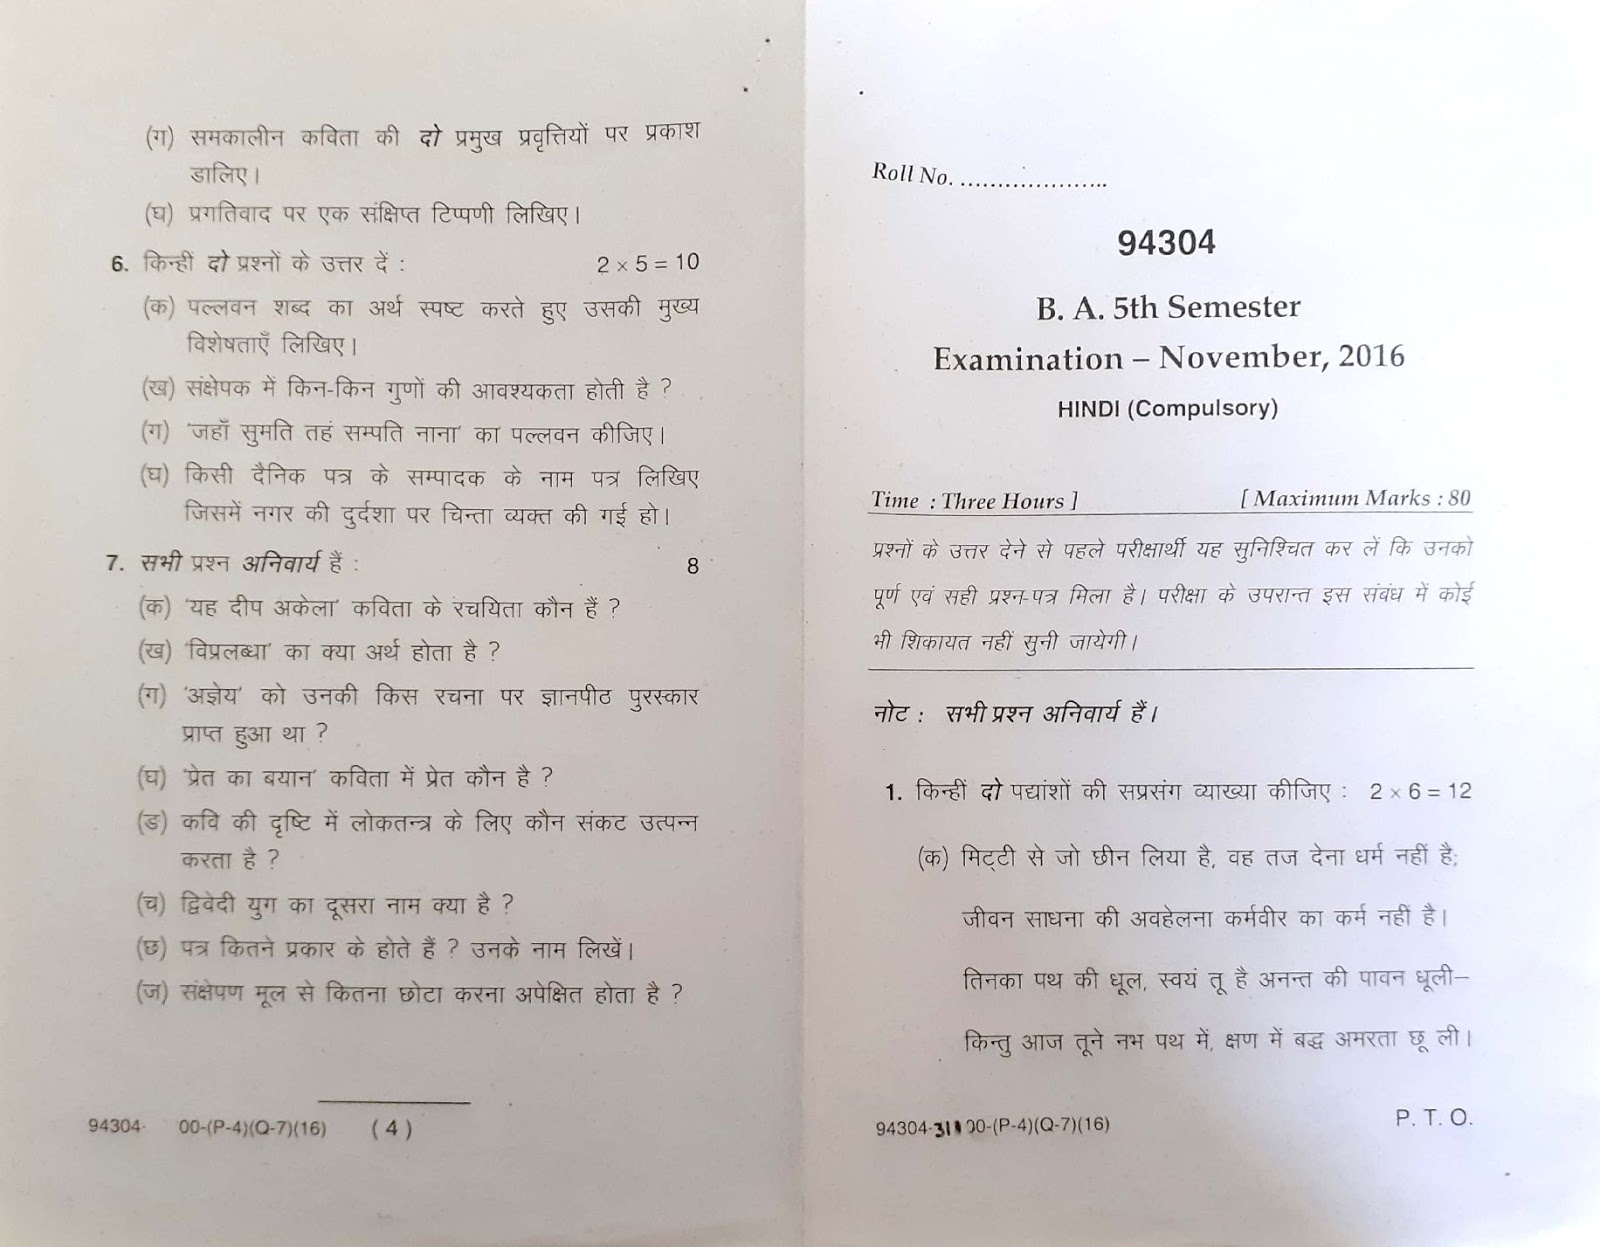 (ग) समकालीन कविता की दो प्रमुख प्रवृत्तियों पर प्रकाश
डालिए।
(घ) प्रगतिवाद पर एक संक्षिप्त टिप्पणी लिखिए।
6. किन्हीं दो प्रश्नों के उत्तर दें : 2 × 5 = 10
(क) पल्लवन शब्द का अर्थ स्पष्ट करते हुए उसकी मुख्य
विशेषताएँ लिखिए।
(ख) संक्षेपक में किन-किन गुणों की आवश्यकता होती है ?
(ग) 'जहाँ सुमति तहं सम्पति नाना' का पल्लवन कीजिए।
(घ) किसी दैनिक पत्र के सम्पादक के नाम पत्र लिखिए
जिसमें नगर की दुर्दशा पर चिन्ता व्यक्त की गई हो।
7. सभी प्रश्न अनिवार्य हैं : 8
(क) 'यह दीप अकेला' कविता के रचयिता कौन हैं ?
(ख) 'विप्रलब्धा' का क्या अर्थ होता है ?
(ग) 'अज्ञेय' को उनकी किस रचना पर ज्ञानपीठ पुरस्कार
प्राप्त हुआ था ?
(घ) 'प्रेत का बयान' कविता में प्रेत कौन है ?
(ङ) कवि की दृष्टि में लोकतन्त्र के लिए कौन संकट उत्पन्न
करता है ?
(च) द्विवेदी युग का दूसरा नाम क्या है ?
(छ) पत्र कितने प्रकार के होते हैं ? उनके नाम लिखें।
(ज) संक्षेपण मूल से कितना छोटा करना अपेक्षित होता है ?
94304- 00-(P-4)(Q-7)(16) ( 4 )
Roll No. ....................
94304
B. A. 5th Semester
Examination – November, 2016
HINDI (Compulsory)
Time : Three Hours ] [ Maximum Marks : 80
प्रश्नों के उत्तर देने से पहले परीक्षार्थी यह सुनिश्चित कर लें कि उनको
पूर्ण एवं सही प्रश्न-पत्र मिला है। परीक्षा के उपरान्त इस संबंध में कोई
भी शिकायत नहीं सुनी जायेगी।
नोट : सभी प्रश्न अनिवार्य हैं।
1. किन्हीं दो पद्यांशों की सप्रसंग व्याख्या कीजिए : 2 × 6 = 12
(क) मिट्टी से जो छीन लिया है, वह तज देना धर्म नहीं है;
जीवन साधना की अवहेलना कर्मवीर का कर्म नहीं है।
तिनका पथ की धूल, स्वयं तू है अनन्त की पावन धूली–
किन्तु आज तूने नभ पथ में, क्षण में बद्ध अमरता छू ली।
94304-31100-(P-4)(Q-7)(16) P. T. O.